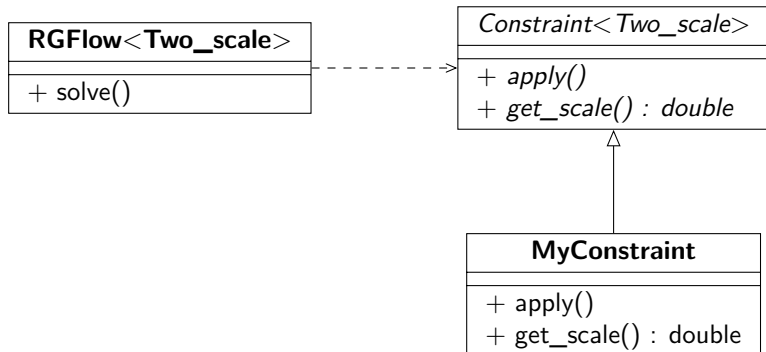 RGFlow<Two_scale>
+ solve()
Constraint<Two_scale>
+ apply()
+ get_scale() : double
MyConstraint
+ apply()
+ get_scale() : double